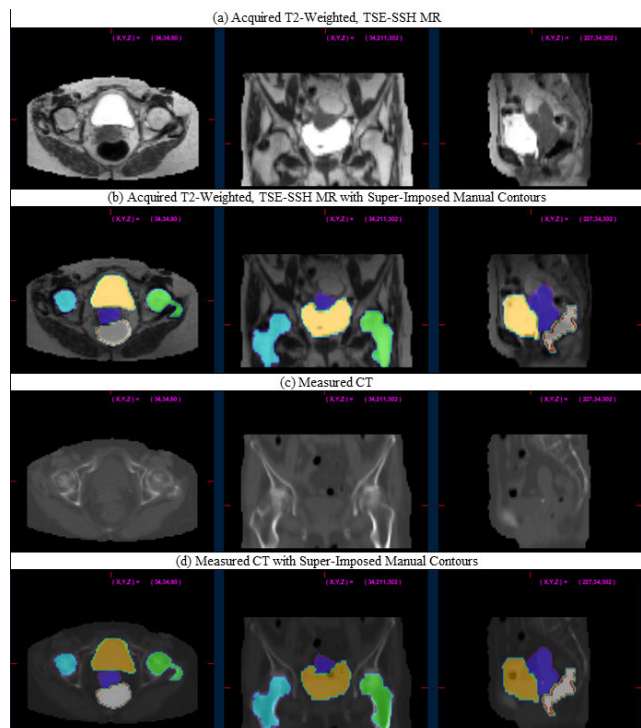 (a) Acquired T2-Weighted, TSE-SSH MR
( X,Y,Z ) = ( 34,34,80 ) ( X,Y,Z ) = ( 34,211,302 ) ( X,Y,Z ) = ( 227,34,302 )
(b) Acquired T2-Weighted, TSE-SSH MR with Super-Imposed Manual Contours
( X,Y,Z ) = ( 34,34,80 ) ( X,Y,Z ) = ( 34,211,302 ) ( X,Y,Z ) = ( 227,34,302 )
(c) Measured CT
( X,Y,Z ) = ( 34,34,80 ) ( X,Y,Z ) = ( 34,211,302 ) ( X,Y,Z ) = ( 227,34,302 )
(d) Measured CT with Super-Imposed Manual Contours
( X,Y,Z ) = ( 34,34,80 ) ( X,Y,Z ) = ( 34,211,302 ) ( X,Y,Z ) = ( 227,34,302 )